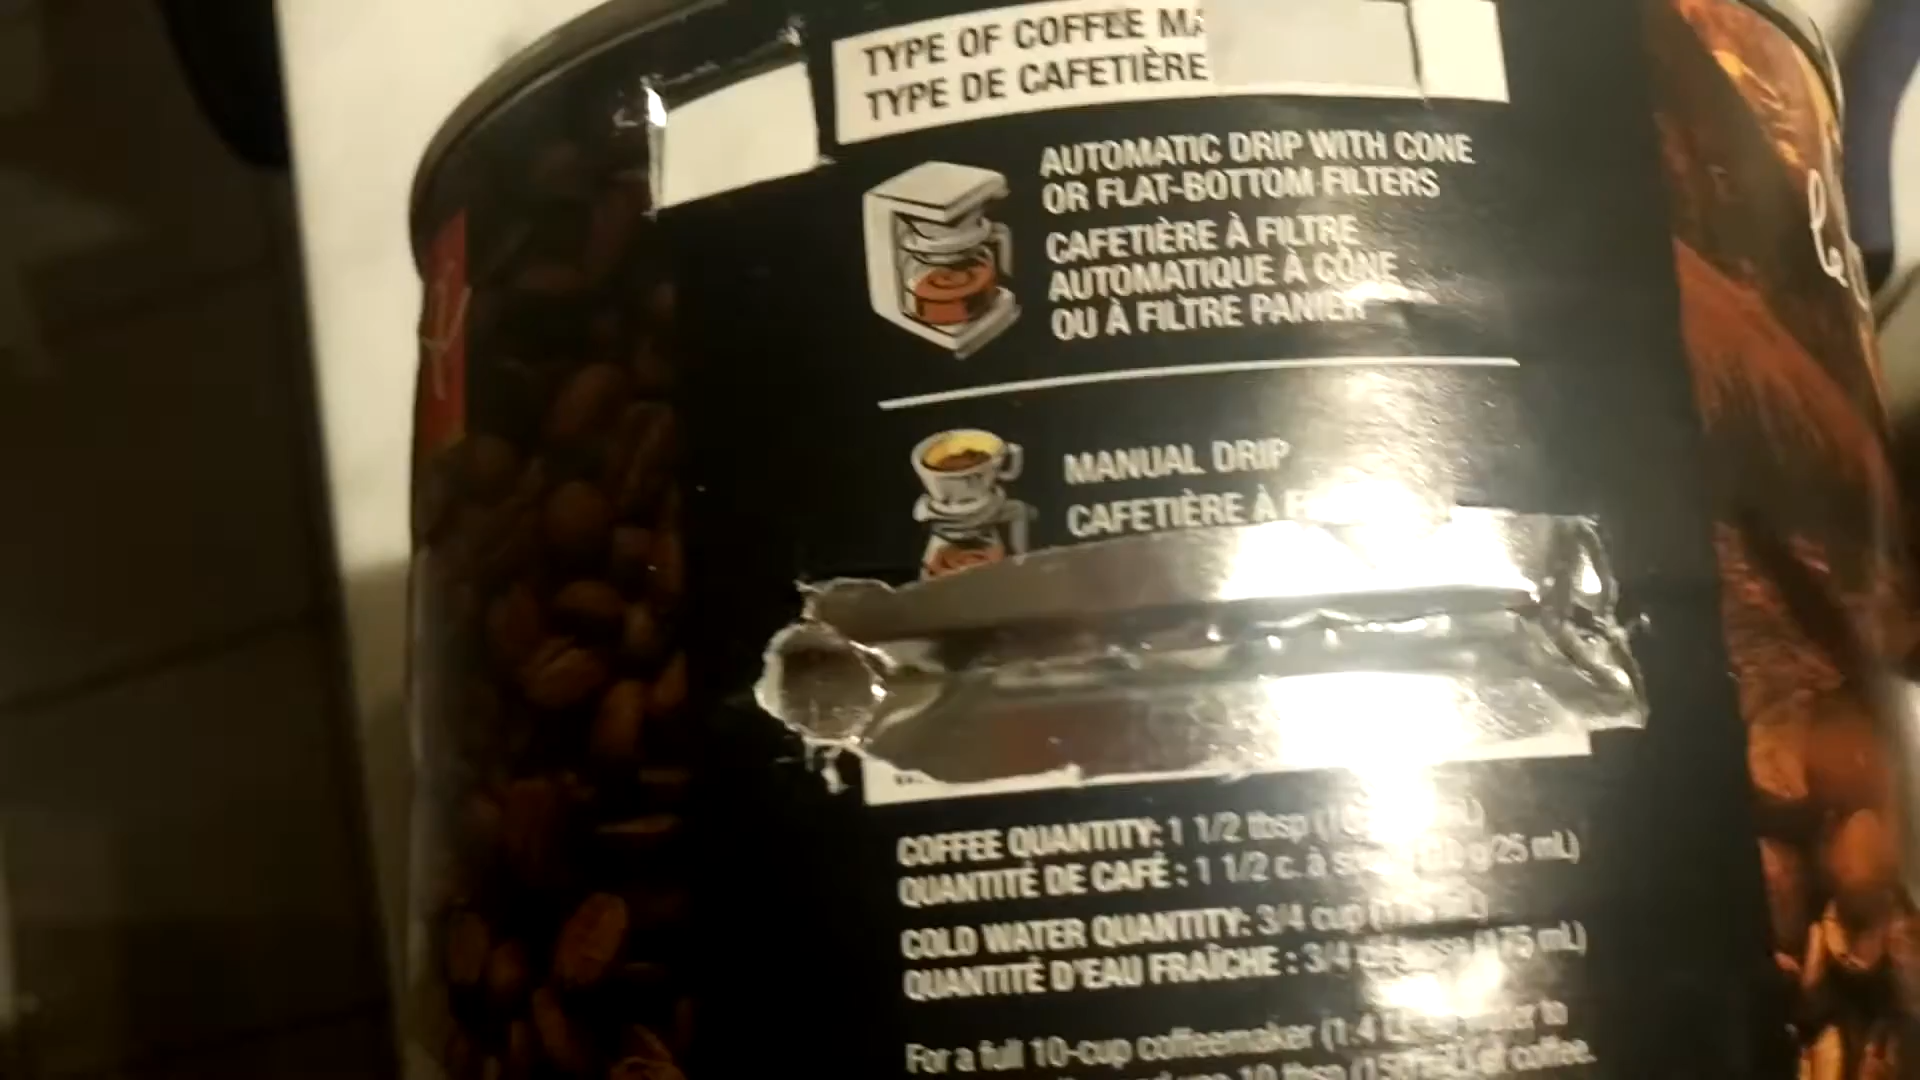 TYPE OF COFFEE
TYPE DE CAFETIÈRE
AUTOMATIC DRIP WITH CONE
OR FLAT-BOTTOM FILTERS
CAFETIÈRE À FILTRE
AUTOMATIQUE À CÔNE
OU À FILTRE PANIER
MANUAL DRIP
CAFETIÈRE À
COFFEE QUANTITY: 1 1/2 tbsp
QUANTITÉ DE CAFÉ : 1 1/2 c. à 25 mL)
COLD WATER QUANTITY: 3/4 cup
QUANTITÉ D'EAU FRAÎCHE : 3/4 (175 mL)
For a full 10-cup coffeemaker (1.4 to
10 tbsp of coffee.